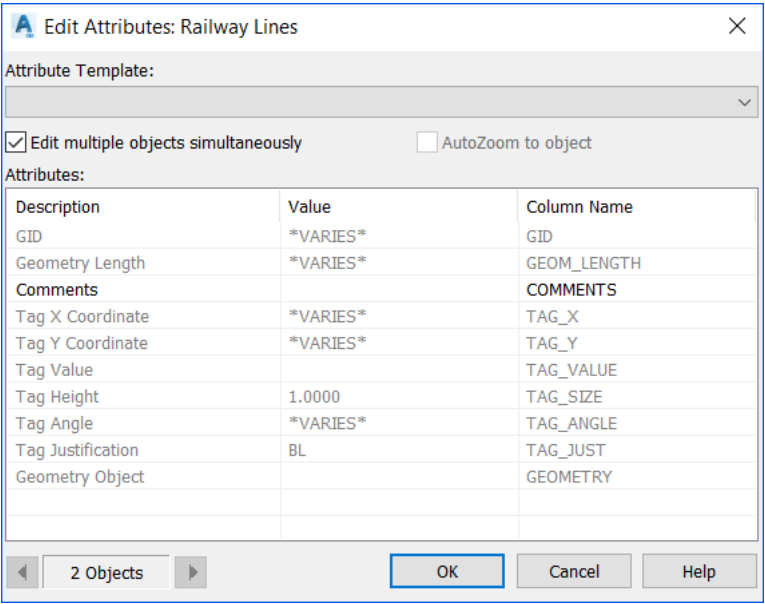 Edit Attributes: Railway Lines
Attribute Template:
Edit multiple objects simultaneously AutoZoom to object
Attributes:
Description Value Column Name
GID *VARIES* GID
Geometry Length *VARIES* GEOM_LENGTH
Comments COMMENTS
Tag X Coordinate *VARIES* TAG_X
Tag Y Coordinate *VARIES* TAG_Y
Tag Value TAG_VALUE
Tag Height 1.0000 TAG_SIZE
Tag Angle *VARIES* TAG_ANGLE
Tag Justification BL TAG_JUST
Geometry Object GEOMETRY
2 Objects OK Cancel Help